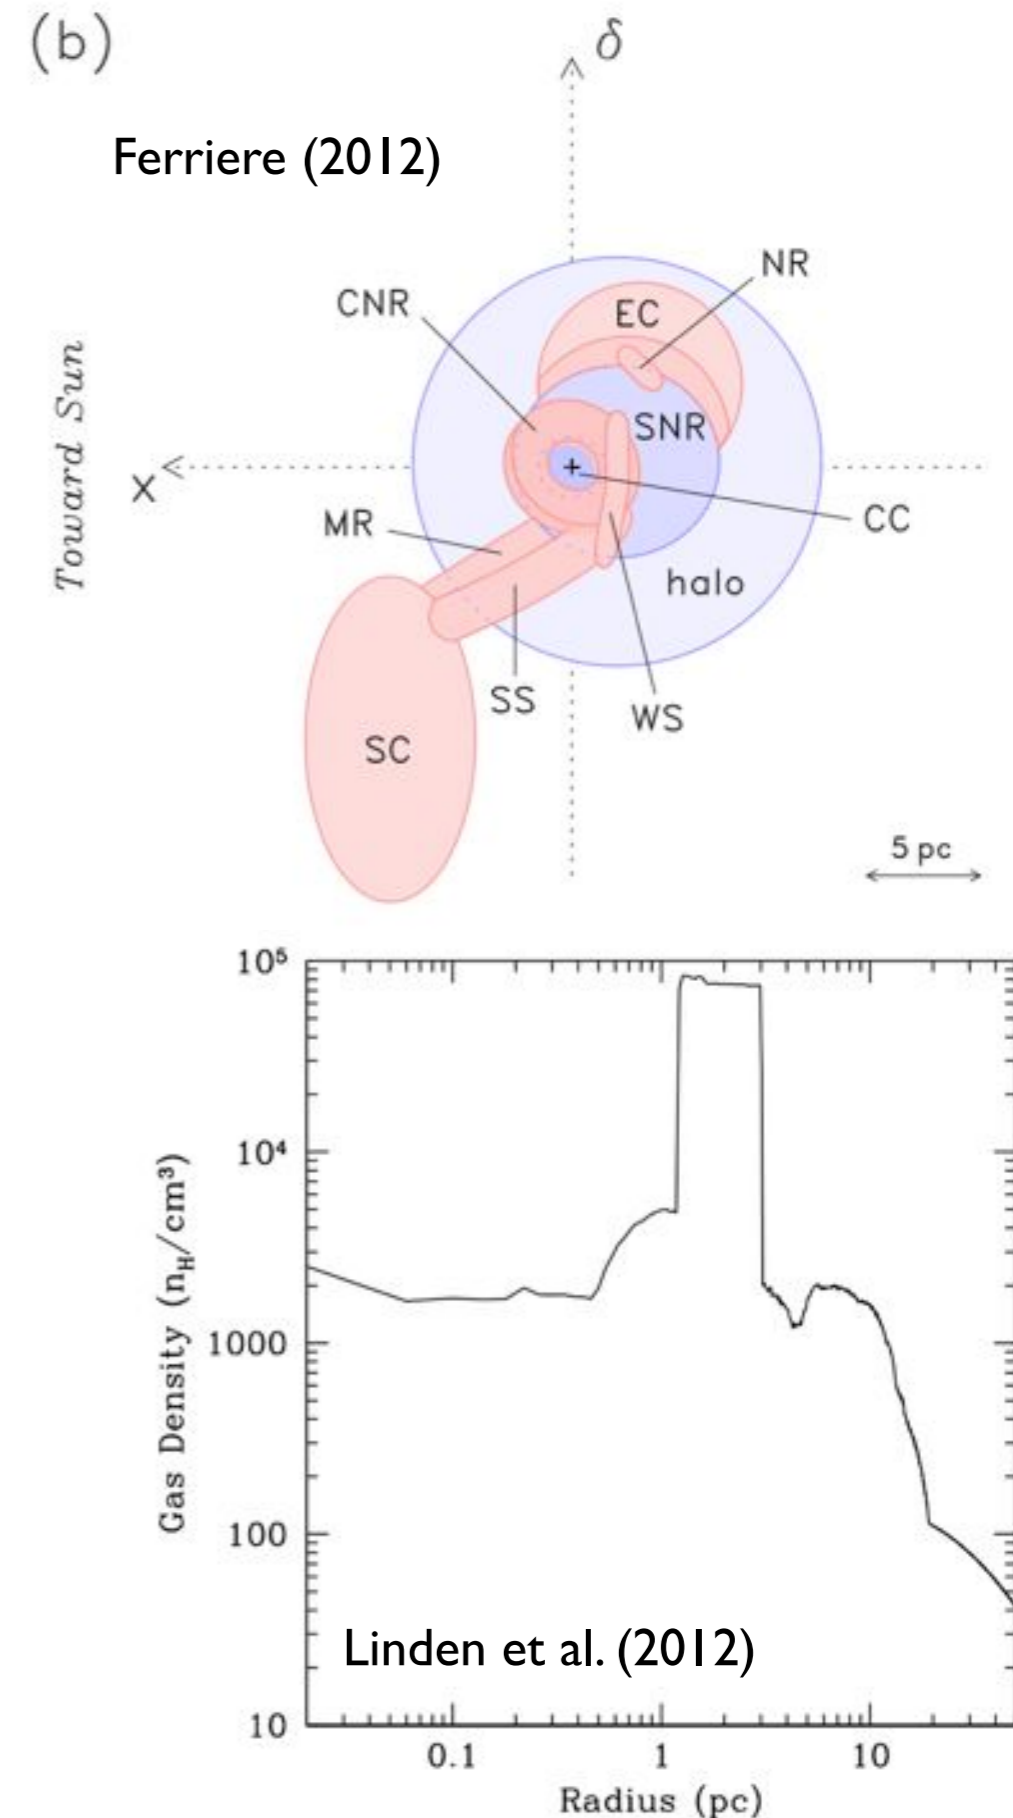 (b)
δ
Ferriere (2012)
NR
CNR
EC
SNR
Toward Sun
X
MR
CC
halo
SS
WS
SC
5 pc
10⁵
10⁴
1000
100
10
Gas Density (n_H/cm³)
Linden et al. (2012)
0.1 1 10
Radius (pc)